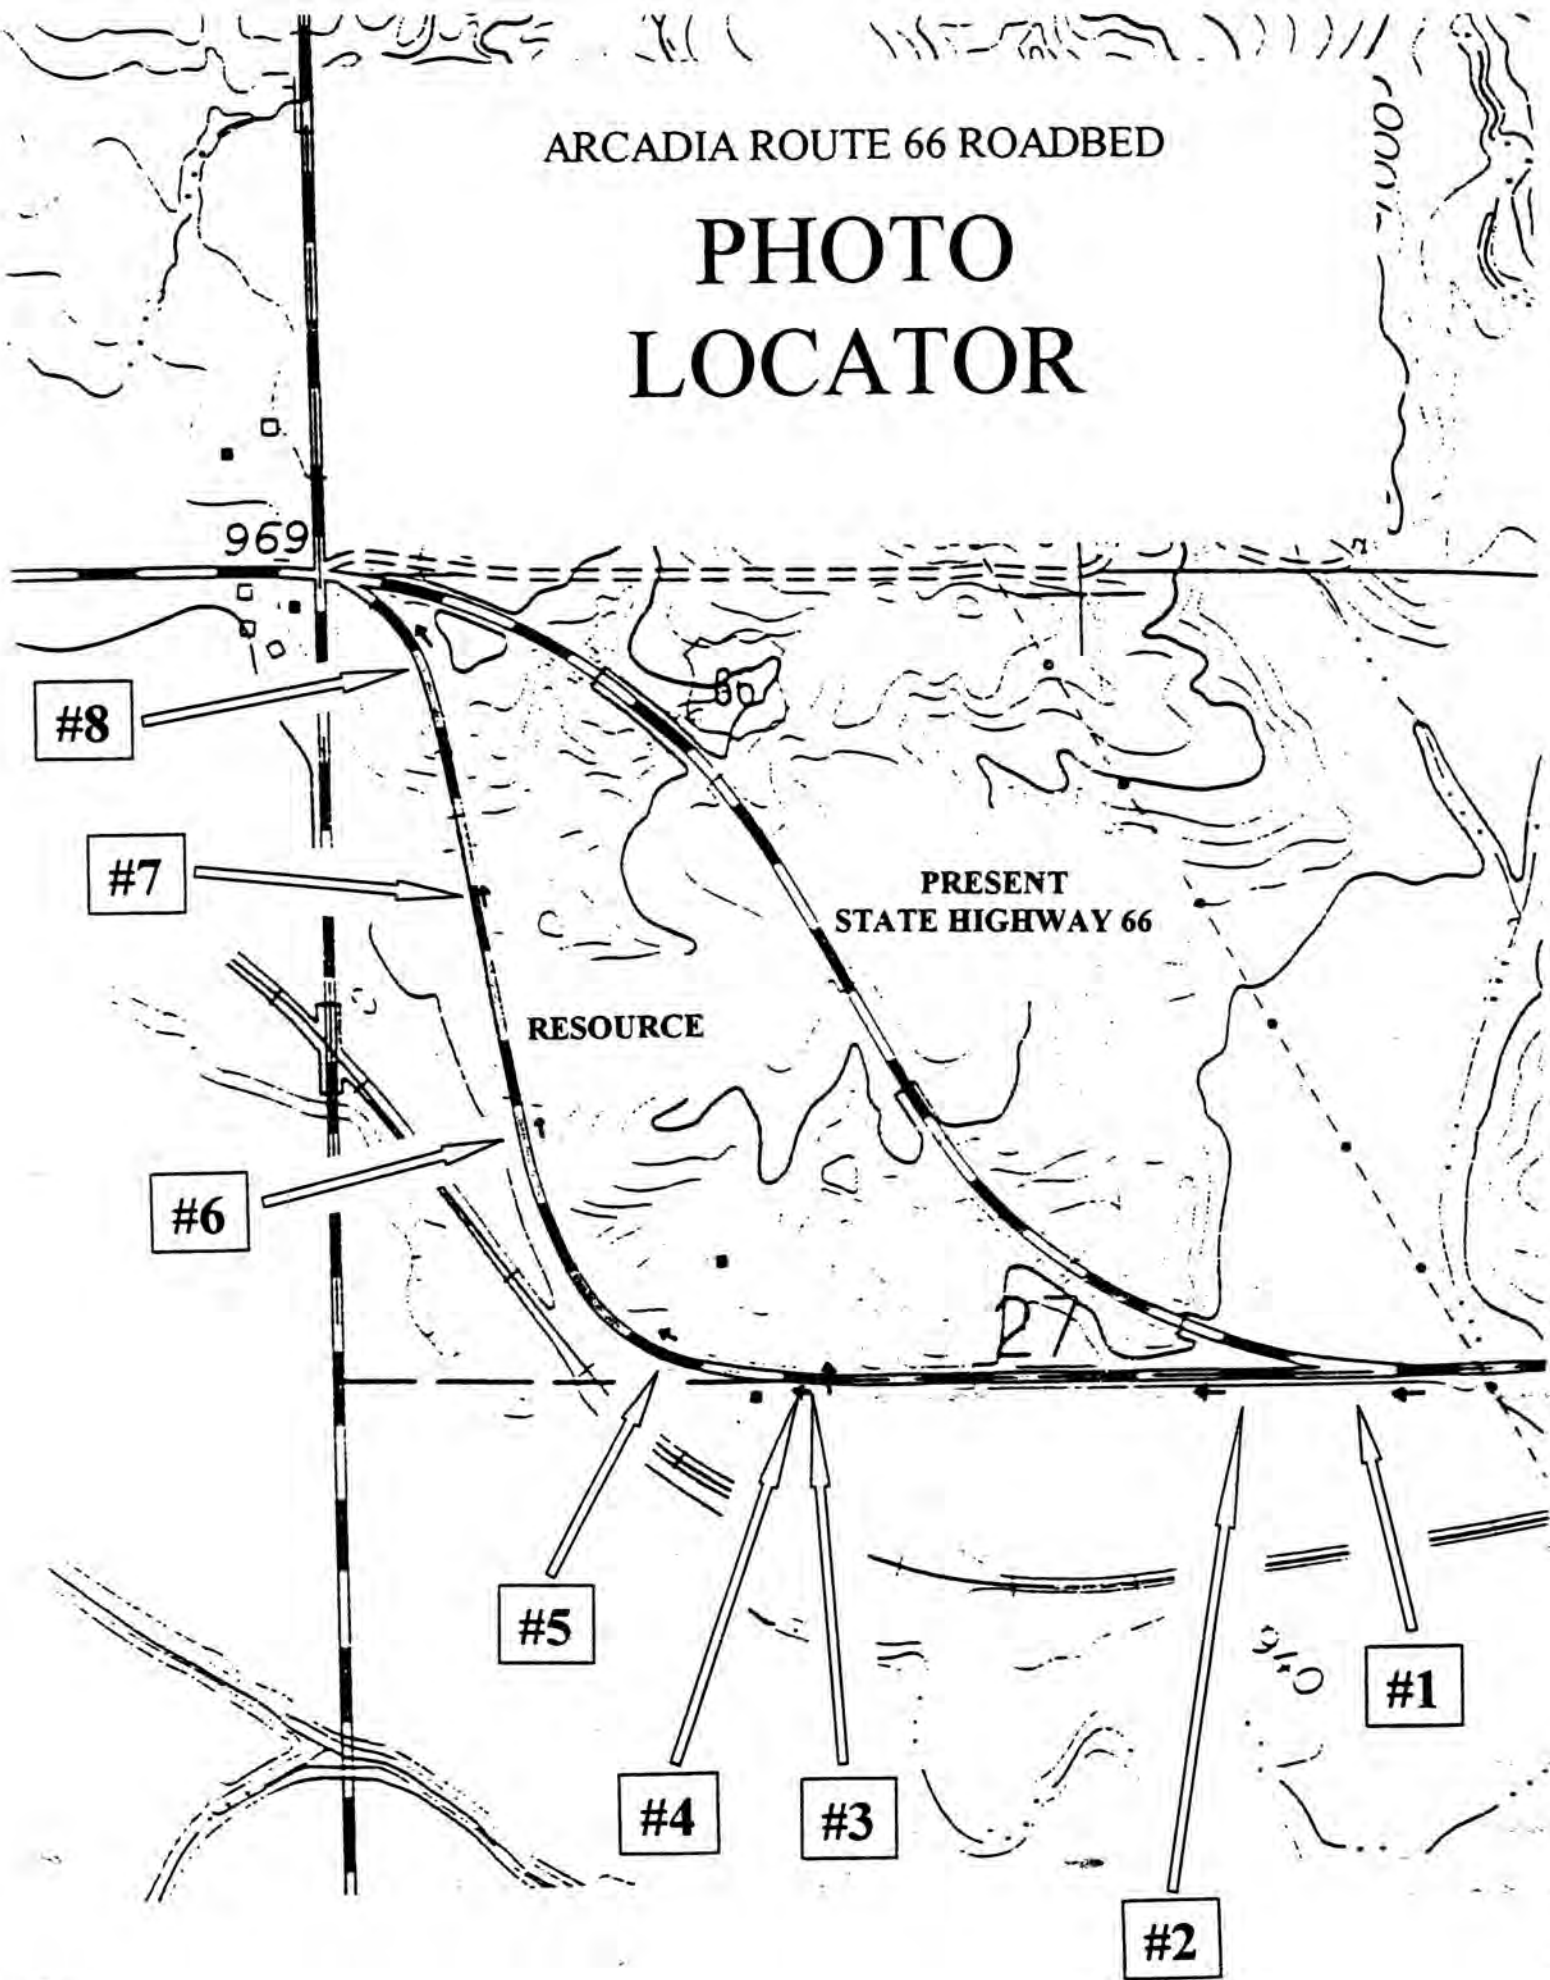 ARCADIA ROUTE 66 ROADBED
PHOTO
LOCATOR
969
#8
#7
PRESENT
STATE HIGHWAY 66
RESOURCE
#6
27
#5
#1
#4
#3
#2